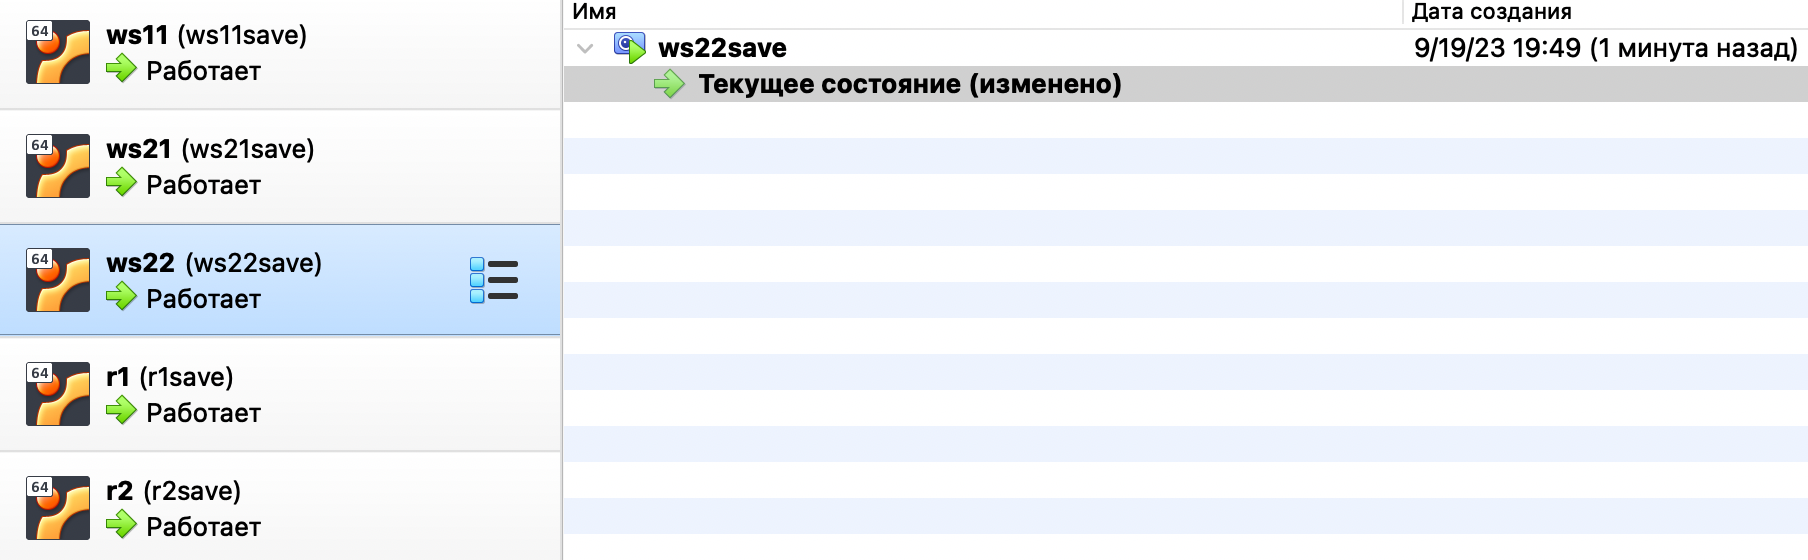 64
ws11 (ws11save)
Работает
64
ws21 (ws21save)
Работает
64
ws22 (ws22save)
Работает
64
r1 (r1save)
Работает
64
r2 (r2save)
Работает
Имя Дата создания
ws22save 9/19/23 19:49 (1 минута назад)
Текущее состояние (изменено)